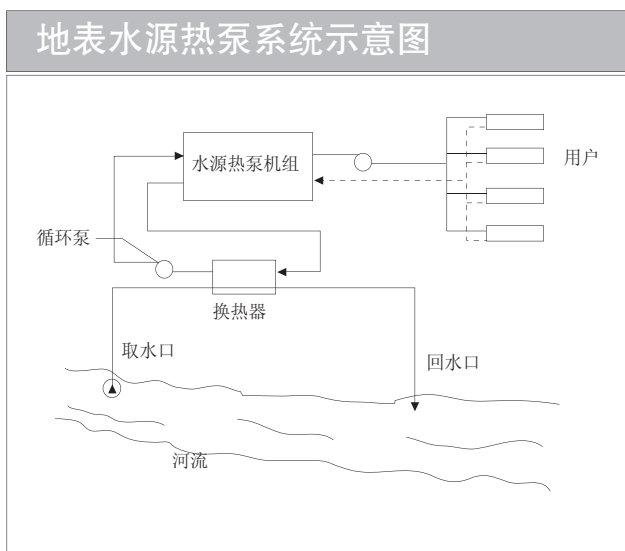 地表水源热泵系统示意图
水源热泵机组
用户
循环泵
换热器
取水口
回水口
河流